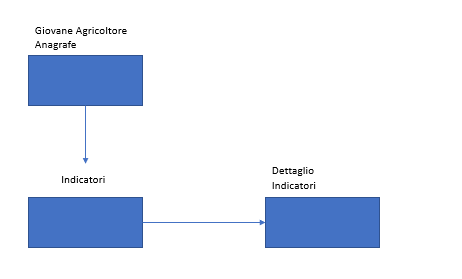 Giovane Agricoltore
Anagrafe
Indicatori
Dettaglio
Indicatori